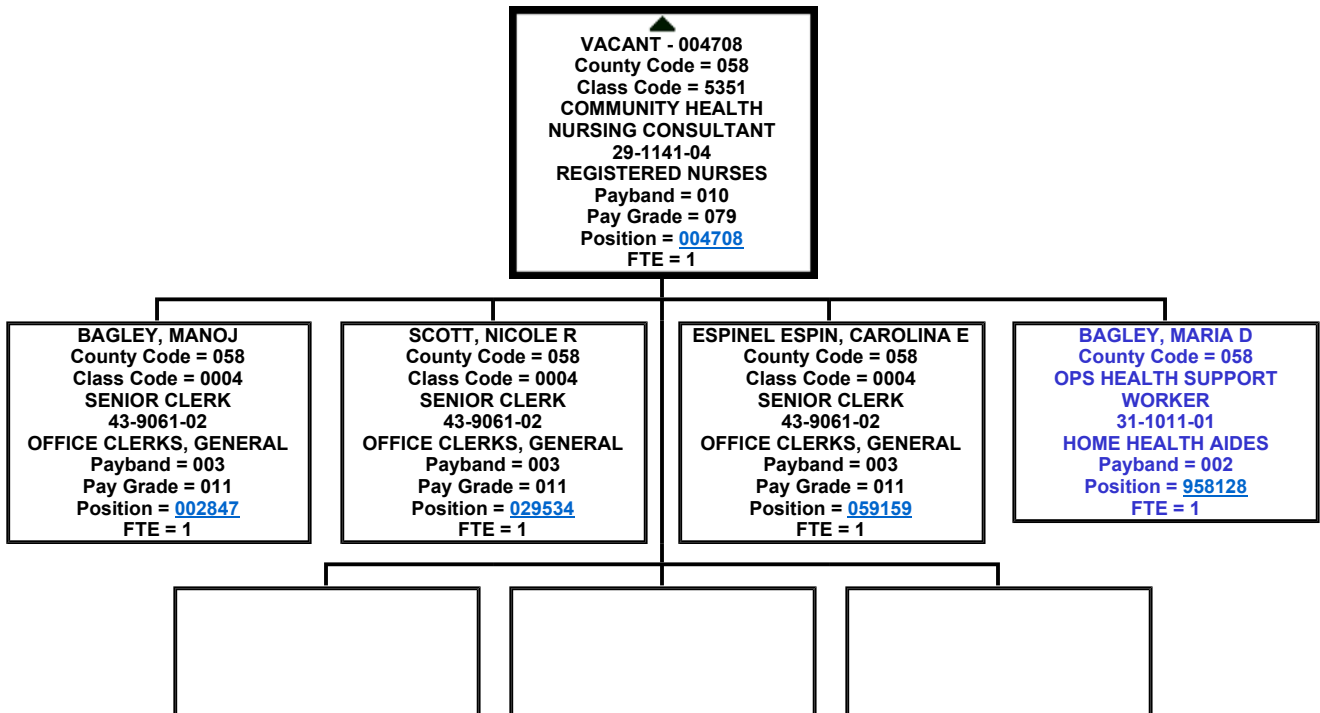 VACANT - 004708
County Code = 058
Class Code = 5351
COMMUNITY HEALTH
NURSING CONSULTANT
29-1141-04
REGISTERED NURSES
Payband = 010
Pay Grade = 079
Position = 004708
FTE = 1
BAGLEY, MANOJ
County Code = 058
Class Code = 0004
SENIOR CLERK
43-9061-02
OFFICE CLERKS, GENERAL
Payband = 003
Pay Grade = 011
Position = 002847
FTE = 1
SCOTT, NICOLE R
County Code = 058
Class Code = 0004
SENIOR CLERK
43-9061-02
OFFICE CLERKS, GENERAL
Payband = 003
Pay Grade = 011
Position = 029534
FTE = 1
ESPINEL ESPIN, CAROLINA E
County Code = 058
Class Code = 0004
SENIOR CLERK
43-9061-02
OFFICE CLERKS, GENERAL
Payband = 003
Pay Grade = 011
Position = 059159
FTE = 1
BAGLEY, MARIA D
County Code = 058
OPS HEALTH SUPPORT
WORKER
31-1011-01
HOME HEALTH AIDES
Payband = 002
Position = 958128
FTE = 1